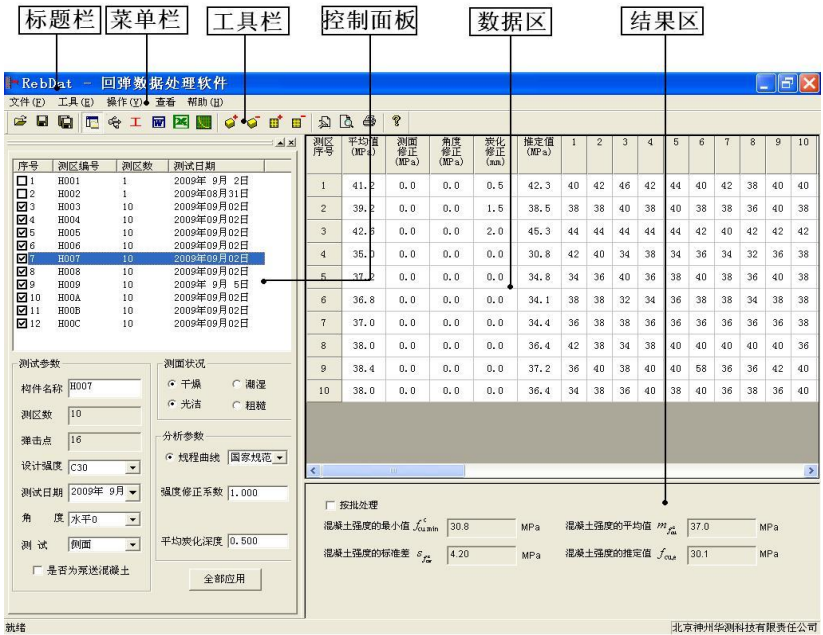 标题栏 菜单栏 工具栏 控制面板 数据区 结果区
RebDat - 回弹数据处理软件
文件(F) 工具(E) 操作(Y) 查看 帮助(H)
序号 测区编号 测区数 测试日期
1 H001 1 2009年 9月 2日
2 H002 1 2009年08月31日
3 H003 10 2009年09月02日
4 H004 10 2009年09月02日
5 H005 10 2009年09月02日
6 H006 10 2009年09月02日
7 H007 10 2009年09月02日
8 H008 10 2009年09月02日
9 H009 10 2009年 9月 5日
10 H00A 10 2009年09月02日
11 H00B 10 2009年09月02日
12 H00C 10 2009年09月02日
测试参数
构件名称 H007
测区数 10
弹击点 16
设计强度 C30
测试日期 2009年 9月
角 度 水平0
测 试 侧面
是否为泵送混凝土
测面状况
干燥 潮湿
光洁 粗糙
分析参数
规程曲线 国家规范
强度修正系数 1.000
平均炭化深度 0.500
全部应用
测区序号 平均值(MPa) 测面修正(MPa) 角度修正(MPa) 炭化修正(mm) 推定值(MPa) 1 2 3 4 5 6 7 8 9 10
1 41.2 0.0 0.0 0.5 42.3 40 42 46 42 44 40 42 38 40 40
2 39.2 0.0 0.0 1.5 38.5 38 38 40 38 40 38 38 36 40 38
3 42.6 0.0 0.0 2.0 45.3 44 44 44 44 44 42 40 42 42 42
4 35.0 0.0 0.0 0.0 30.8 42 40 34 38 34 36 34 32 36 38
5 37.2 0.0 0.0 0.0 34.8 34 36 40 36 38 40 38 36 40 38
6 36.8 0.0 0.0 0.0 34.1 38 38 32 34 36 38 38 34 38 38
7 37.0 0.0 0.0 0.0 34.4 36 38 38 36 36 36 36 36 36 38
8 38.0 0.0 0.0 0.0 36.4 42 38 34 38 40 40 40 40 40 36
9 38.4 0.0 0.0 0.0 37.2 36 40 38 40 40 58 36 36 42 40
10 38.0 0.0 0.0 0.0 36.4 34 38 36 40 38 40 36 38 36 40
按批处理
混凝土强度的最小值 f^c cu,min 30.8 MPa 混凝土强度的平均值 m f^c cu 37.0 MPa
混凝土强度的标准差 s f^c cu 4.20 MPa 混凝土强度的推定值 f cu,e 30.1 MPa
就绪 北京神州华测科技有限责任公司